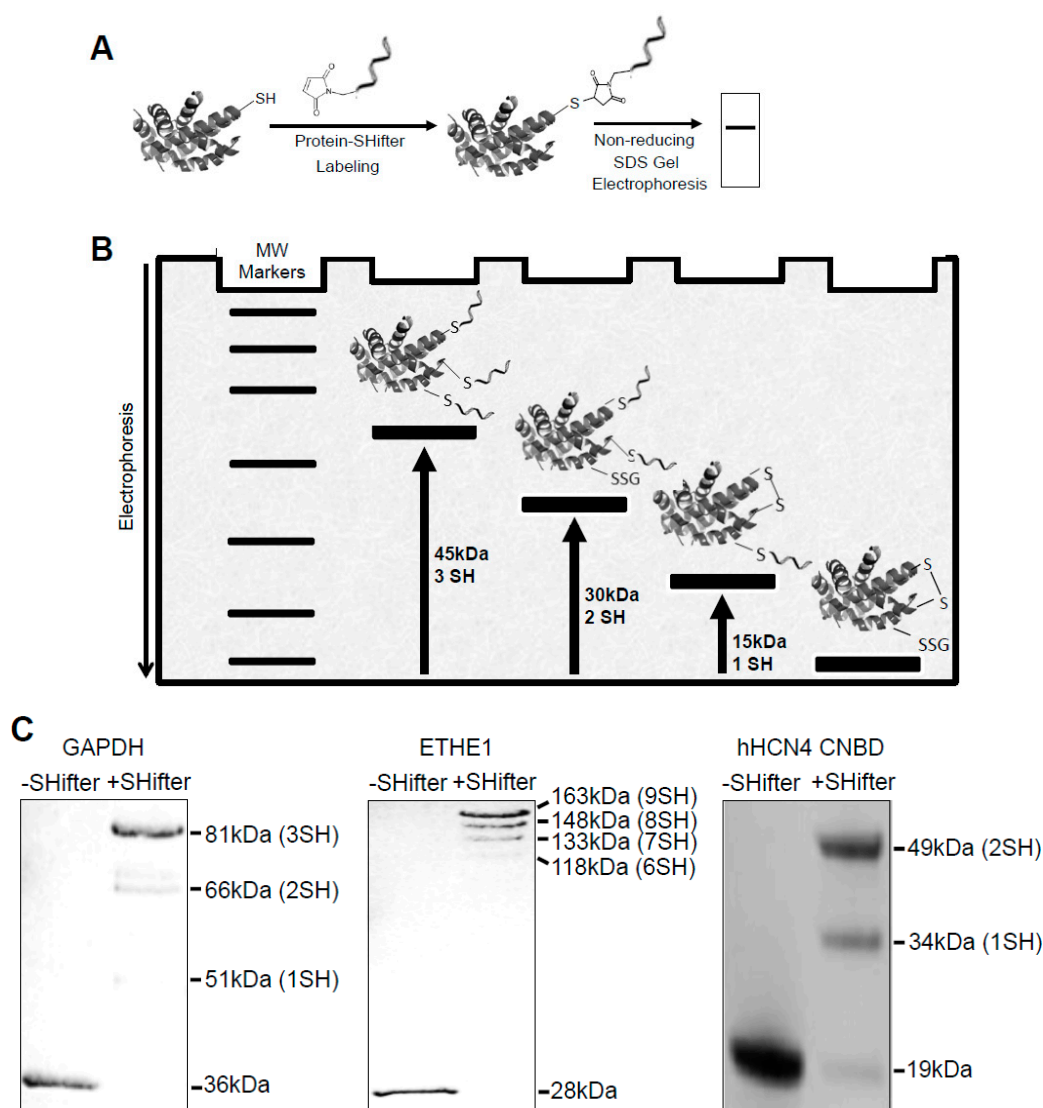 A
SH
O
N
O
Protein-SHifter
Labeling
S
O
N
O
Non-reducing
SDS Gel
Electrophoresis
B
MW
Markers
Electrophoresis
S
S
S
45kDa
3 SH
S
S
SSG
30kDa
2 SH
S
S
S
15kDa
1 SH
S
S
SSG
C
GAPDH
-SHifter +SHifter
81kDa (3SH)
66kDa (2SH)
51kDa (1SH)
36kDa
ETHE1
-SHifter +SHifter
163kDa (9SH)
148kDa (8SH)
133kDa (7SH)
118kDa (6SH)
28kDa
hHCN4 CNBD
-SHifter +SHifter
49kDa (2SH)
34kDa (1SH)
19kDa